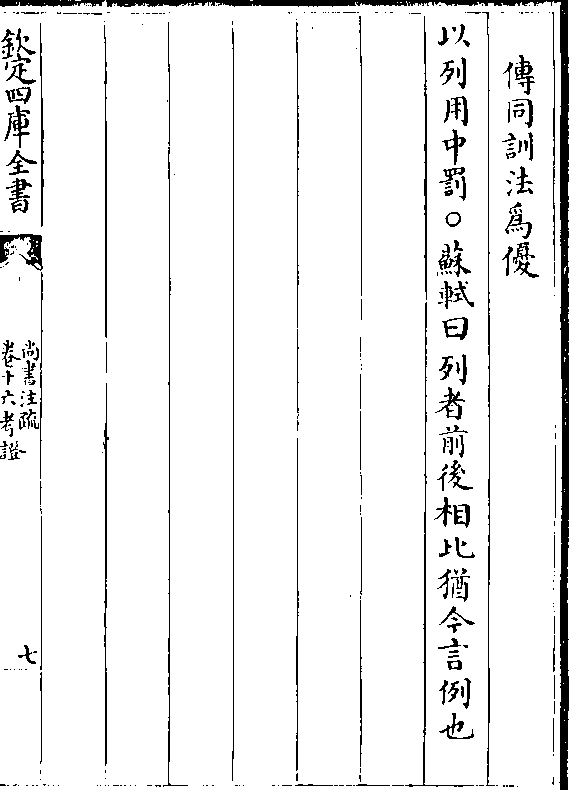 傳同訓法爲優
以列用中罰○蘇軾曰列者前後相比猶今言例也
欽定四庫全書
尚書注疏
卷十六考證
七